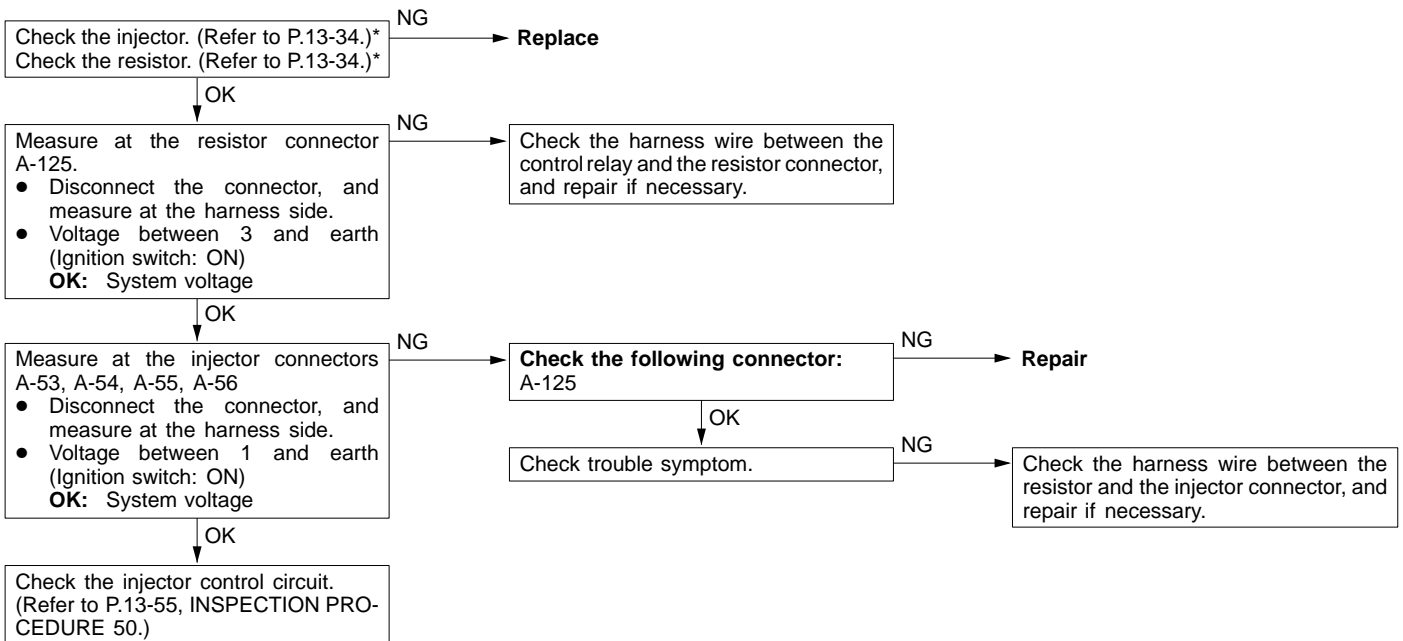 NG
Check the injector. (Refer to P.13-34.)*
Check the resistor. (Refer to P.13-34.)*
Replace
OK
NG
Measure at the resistor connector
A-125.
● Disconnect the connector, and
measure at the harness side.
● Voltage between 3 and earth
(Ignition switch: ON)
OK: System voltage
Check the harness wire between the
control relay and the resistor connector,
and repair if necessary.
OK
NG
Measure at the injector connectors
A-53, A-54, A-55, A-56
● Disconnect the connector, and
measure at the harness side.
● Voltage between 1 and earth
(Ignition switch: ON)
OK: System voltage
Check the following connector:
A-125
NG
Repair
OK
Check trouble symptom.
NG
Check the harness wire between the
resistor and the injector connector, and
repair if necessary.
OK
Check the injector control circuit.
(Refer to P.13-55, INSPECTION PRO-
CEDURE 50.)